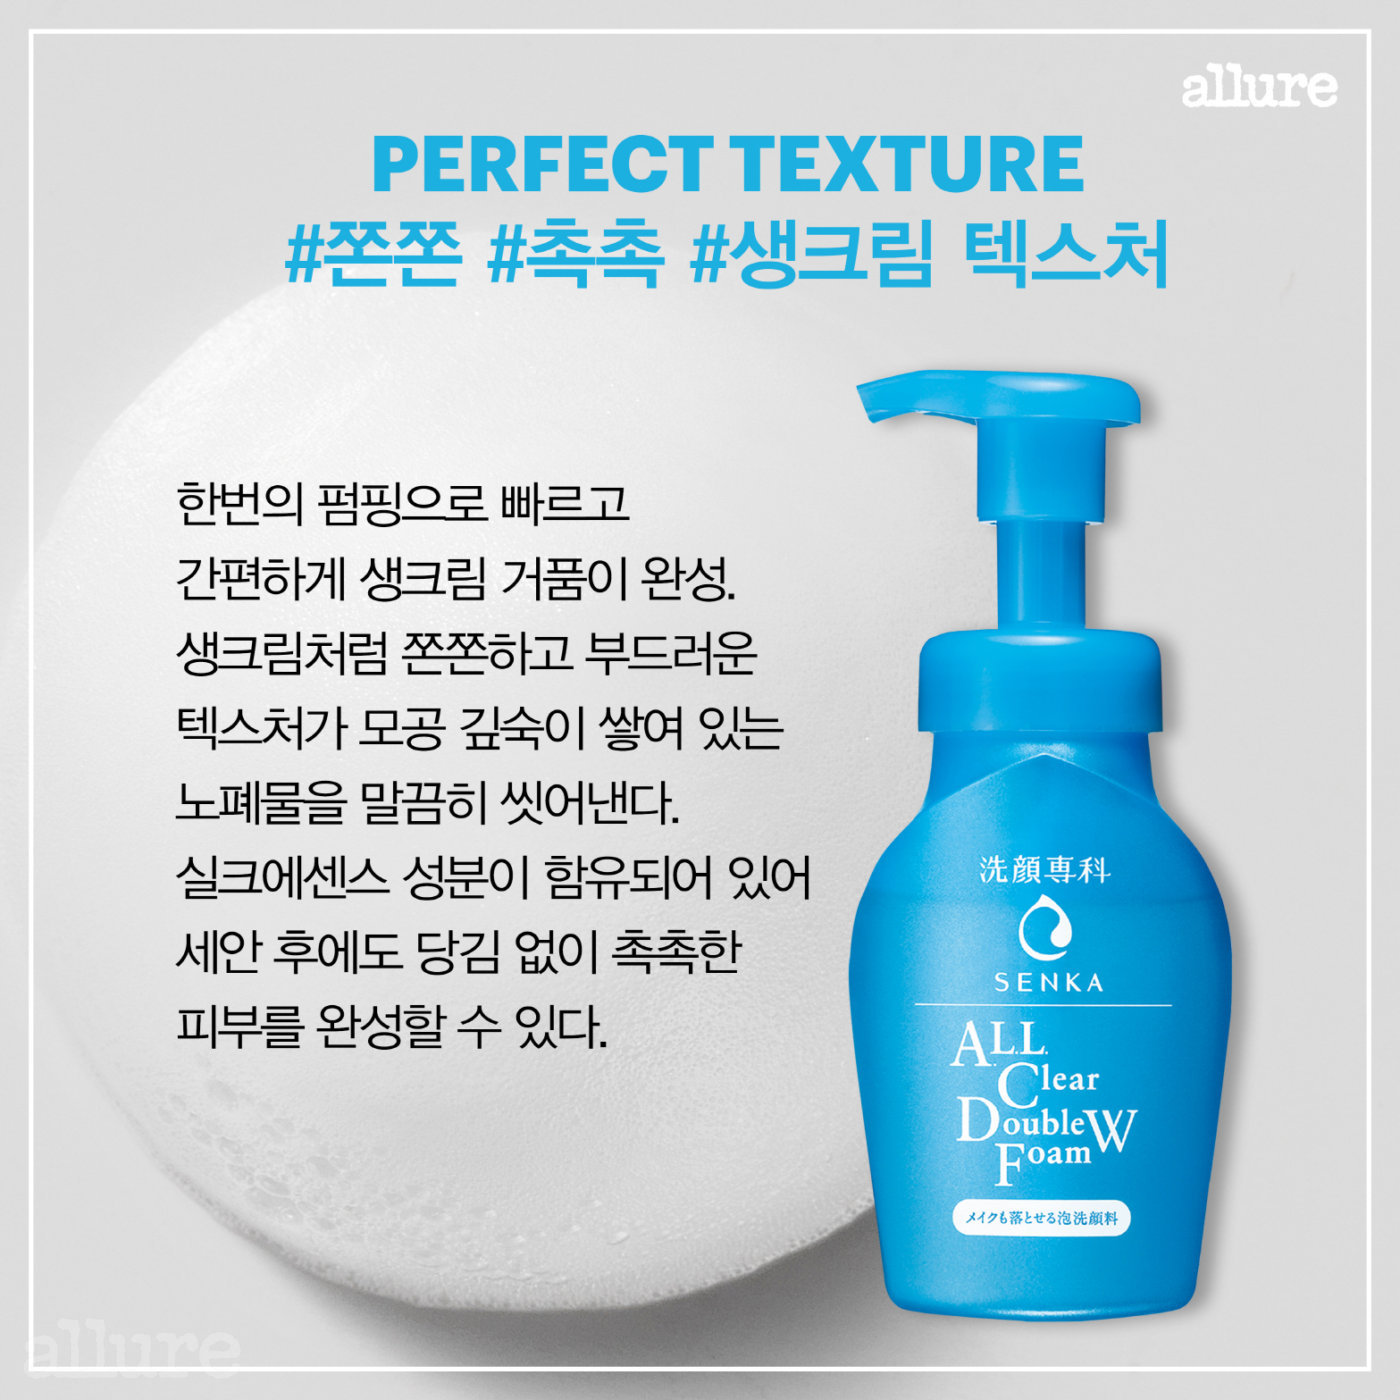 allure
PERFECT TEXTURE
#쫀쫀 #촉촉 #생크림 텍스처
한번의 펌핑으로 빠르고
간편하게 생크림 거품이 완성.
생크림처럼 쫀쫀하고 부드러운
텍스처가 모공 깊숙이 쌓여 있는
노폐물을 말끔히 씻어낸다.
실크에센스 성분이 함유되어 있어
세안 후에도 당김 없이 촉촉한
피부를 완성할 수 있다.
洗顔専科
SENKA
A.L.L.
Clear
Double W
Foam
メイクも落とせる泡洗顔料
allure